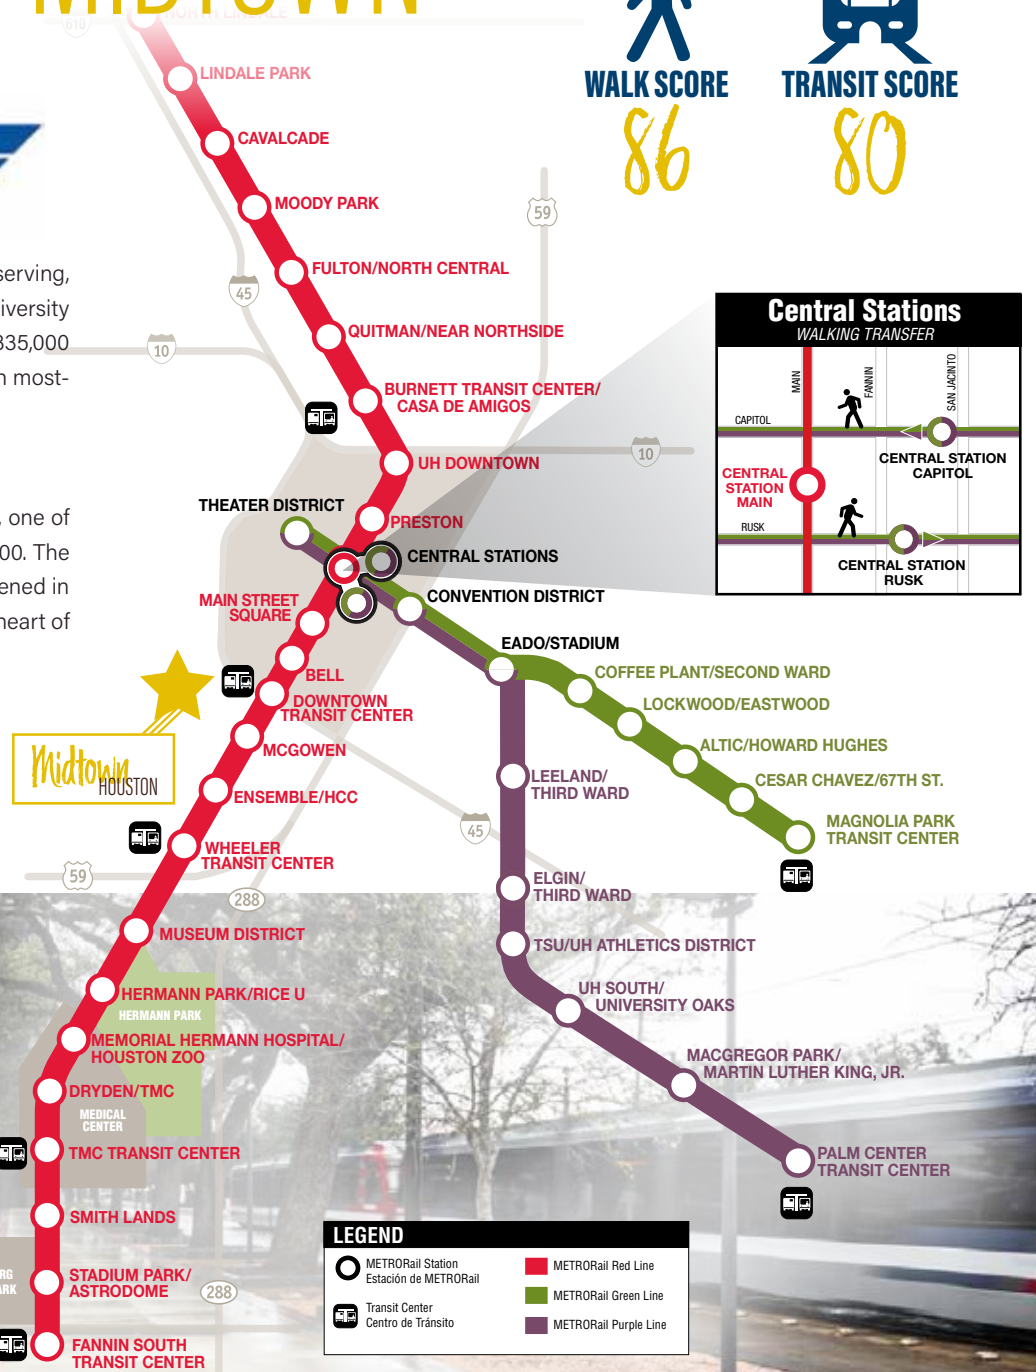 MIDTOWN
NORTH LINDALE
610
LINDALE PARK
CAVALCADE
MOODY PARK
FULTON/NORTH CENTRAL
QUITMAN/NEAR NORTHSIDE
BURNETT TRANSIT CENTER/
CASA DE AMIGOS
UH DOWNTOWN
PRESTON
THEATER DISTRICT
CENTRAL STATIONS
CONVENTION DISTRICT
MAIN STREET
SQUARE
BELL
DOWNTOWN
TRANSIT CENTER
MCGOWEN
ENSEMBLE/HCC
WHEELER
TRANSIT CENTER
MUSEUM DISTRICT
HERMANN PARK/RICE U
HERMANN PARK
MEMORIAL HERMANN HOSPITAL/
HOUSTON ZOO
DRYDEN/TMC
MEDICAL
CENTER
TMC TRANSIT CENTER
SMITH LANDS
STADIUM PARK/
ASTRODOME
FANNIN SOUTH
TRANSIT CENTER
EADO/STADIUM
COFFEE PLANT/SECOND WARD
LOCKWOOD/EASTWOOD
ALTIC/HOWARD HUGHES
CESAR CHAVEZ/67TH ST.
MAGNOLIA PARK
TRANSIT CENTER
LEELAND/
THIRD WARD
ELGIN/
THIRD WARD
TSU/UH ATHLETICS DISTRICT
UH SOUTH/
UNIVERSITY OAKS
MACGREGOR PARK/
MARTIN LUTHER KING, JR.
PALM CENTER
TRANSIT CENTER
45
10
59
10
45
59
288
288
RG
ARK
WALK SCORE
86
TRANSIT SCORE
80
serving,
iversity
335,000
n most-
, one of
00. The
ened in
heart of
Midtown
HOUSTON
Central Stations
WALKING TRANSFER
MAIN
FANNIN
SAN JACINTO
CAPITOL
CENTRAL STATION
CAPITOL
CENTRAL
STATION
MAIN
RUSK
CENTRAL STATION
RUSK
LEGEND
METRORail Station
Estación de METRORail
Transit Center
Centro de Tránsito
METRORail Red Line
METRORail Green Line
METRORail Purple Line